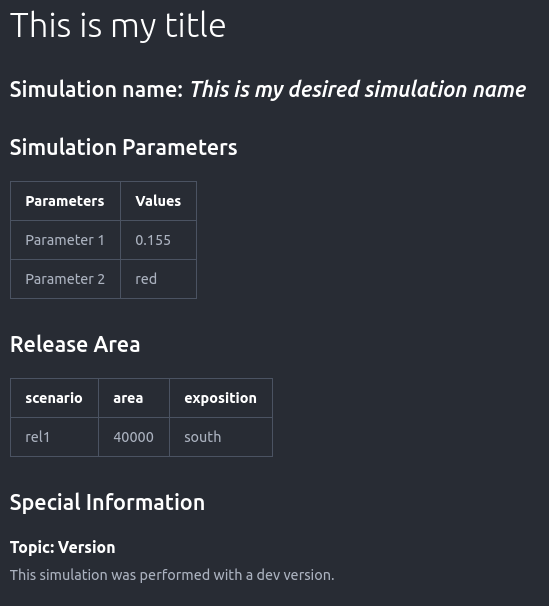 This is my title
Simulation name: This is my desired simulation name
Simulation Parameters
Parameters Values
Parameter 1 0.155
Parameter 2 red
Release Area
scenario area exposition
rel1 40000 south
Special Information
Topic: Version
This simulation was performed with a dev version.